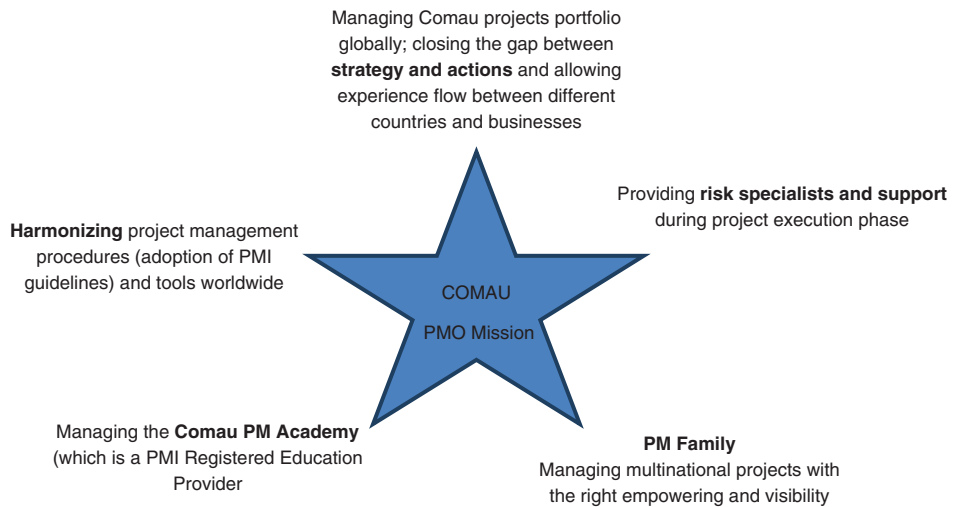 Managing Comau projects portfolio
globally; closing the gap between
strategy and actions and allowing
experience flow between different
countries and businesses
Providing risk specialists and support
during project execution phase
Harmonizing project management
procedures (adoption of PMI
guidelines) and tools worldwide
COMAU
PMO Mission
Managing the Comau PM Academy
(which is a PMI Registered Education
Provider
PM Family
Managing multinational projects with
the right empowering and visibility